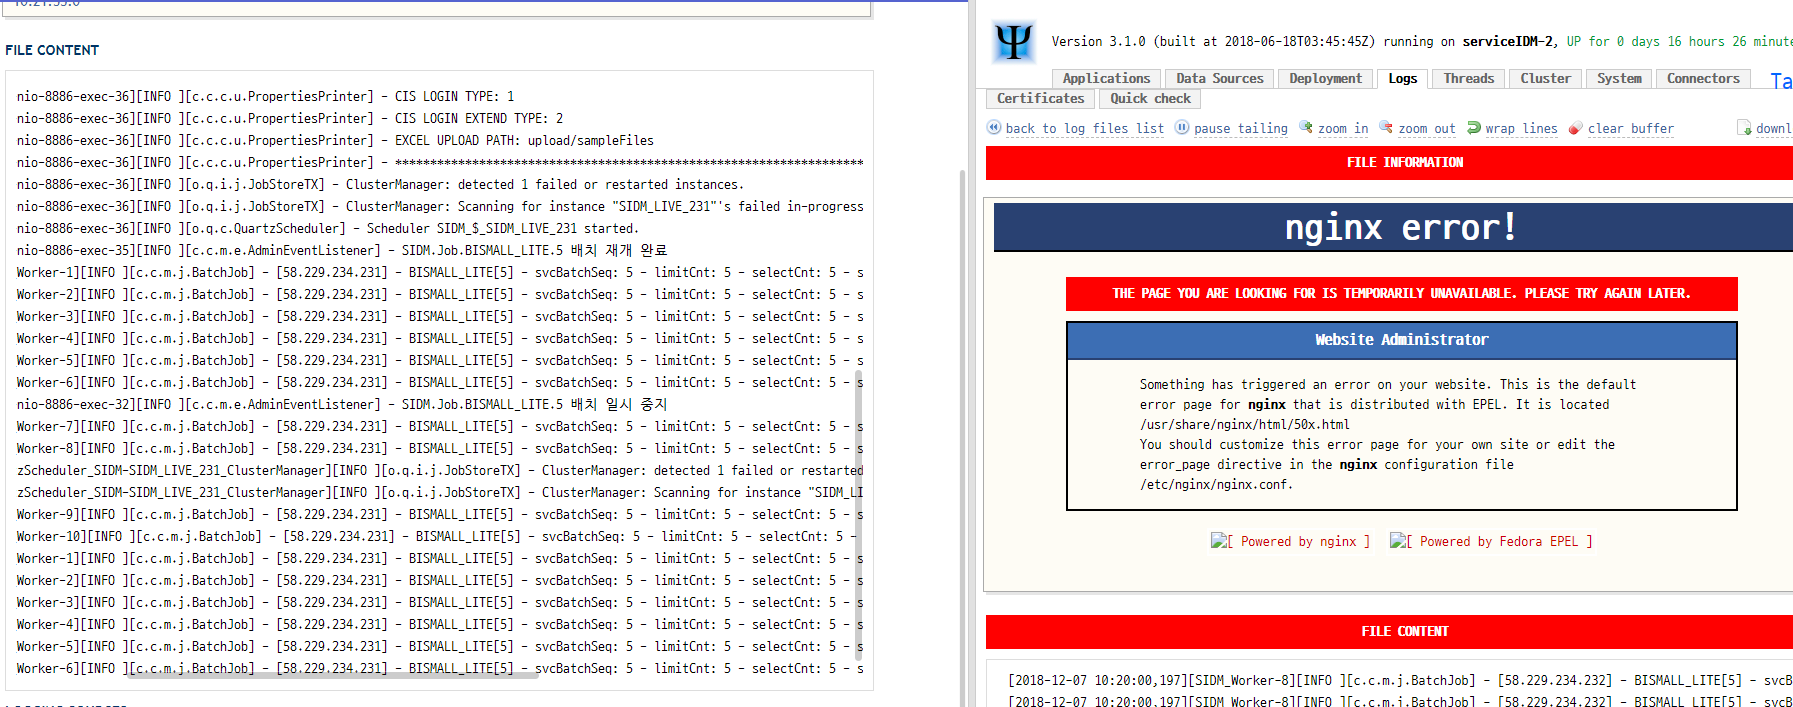 FILE CONTENT
nio-8886-exec-36][INFO ][c.c.c.u.PropertiesPrinter] - CIS LOGIN TYPE: 1
nio-8886-exec-36][INFO ][c.c.c.u.PropertiesPrinter] - CIS LOGIN EXTEND TYPE: 2
nio-8886-exec-36][INFO ][c.c.c.u.PropertiesPrinter] - EXCEL UPLOAD PATH: upload/sampleFiles
nio-8886-exec-36][INFO ][c.c.c.u.PropertiesPrinter] - *******************************************************************
nio-8886-exec-36][INFO ][o.q.i.j.JobStoreTX] - ClusterManager: detected 1 failed or restarted instances.
nio-8886-exec-36][INFO ][o.q.i.j.JobStoreTX] - ClusterManager: Scanning for instance "SIDM_LIVE_231"'s failed in-progress
nio-8886-exec-36][INFO ][o.q.c.QuartzScheduler] - Scheduler SIDM_$_SIDM_LIVE_231 started.
nio-8886-exec-35][INFO ][c.c.m.e.AdminEventListener] - SIDM.Job.BISMALL_LITE.5 배치 재개 완료
Worker-1][INFO ][c.c.m.j.BatchJob] - [58.229.234.231] - BISMALL_LITE[5] - svcBatchSeq: 5 - limitCnt: 5 - selectCnt: 5 - s
Worker-2][INFO ][c.c.m.j.BatchJob] - [58.229.234.231] - BISMALL_LITE[5] - svcBatchSeq: 5 - limitCnt: 5 - selectCnt: 5 - s
Worker-3][INFO ][c.c.m.j.BatchJob] - [58.229.234.231] - BISMALL_LITE[5] - svcBatchSeq: 5 - limitCnt: 5 - selectCnt: 5 - s
Worker-4][INFO ][c.c.m.j.BatchJob] - [58.229.234.231] - BISMALL_LITE[5] - svcBatchSeq: 5 - limitCnt: 5 - selectCnt: 5 - s
Worker-5][INFO ][c.c.m.j.BatchJob] - [58.229.234.231] - BISMALL_LITE[5] - svcBatchSeq: 5 - limitCnt: 5 - selectCnt: 5 - s
Worker-6][INFO ][c.c.m.j.BatchJob] - [58.229.234.231] - BISMALL_LITE[5] - svcBatchSeq: 5 - limitCnt: 5 - selectCnt: 5 - s
nio-8886-exec-32][INFO ][c.c.m.e.AdminEventListener] - SIDM.Job.BISMALL_LITE.5 배치 일시 중지
Worker-7][INFO ][c.c.m.j.BatchJob] - [58.229.234.231] - BISMALL_LITE[5] - svcBatchSeq: 5 - limitCnt: 5 - selectCnt: 5 - s
Worker-8][INFO ][c.c.m.j.BatchJob] - [58.229.234.231] - BISMALL_LITE[5] - svcBatchSeq: 5 - limitCnt: 5 - selectCnt: 5 - s
zScheduler_SIDM-SIDM_LIVE_231_ClusterManager][INFO ][o.q.i.j.JobStoreTX] - ClusterManager: detected 1 failed or restarted
zScheduler_SIDM-SIDM_LIVE_231_ClusterManager][INFO ][o.q.i.j.JobStoreTX] - ClusterManager: Scanning for instance "SIDM_LI
Worker-9][INFO ][c.c.m.j.BatchJob] - [58.229.234.231] - BISMALL_LITE[5] - svcBatchSeq: 5 - limitCnt: 5 - selectCnt: 5 - s
Worker-10][INFO ][c.c.m.j.BatchJob] - [58.229.234.231] - BISMALL_LITE[5] - svcBatchSeq: 5 - limitCnt: 5 - selectCnt: 5 -
Worker-1][INFO ][c.c.m.j.BatchJob] - [58.229.234.231] - BISMALL_LITE[5] - svcBatchSeq: 5 - limitCnt: 5 - selectCnt: 5 - s
Worker-2][INFO ][c.c.m.j.BatchJob] - [58.229.234.231] - BISMALL_LITE[5] - svcBatchSeq: 5 - limitCnt: 5 - selectCnt: 5 - s
Worker-3][INFO ][c.c.m.j.BatchJob] - [58.229.234.231] - BISMALL_LITE[5] - svcBatchSeq: 5 - limitCnt: 5 - selectCnt: 5 - s
Worker-4][INFO ][c.c.m.j.BatchJob] - [58.229.234.231] - BISMALL_LITE[5] - svcBatchSeq: 5 - limitCnt: 5 - selectCnt: 5 - s
Worker-5][INFO ][c.c.m.j.BatchJob] - [58.229.234.231] - BISMALL_LITE[5] - svcBatchSeq: 5 - limitCnt: 5 - selectCnt: 5 - s
Worker-6][INFO ][c.c.m.j.BatchJob] - [58.229.234.231] - BISMALL_LITE[5] - svcBatchSeq: 5 - limitCnt: 5 - selectCnt: 5 - s
Version 3.1.0 (built at 2018-06-18T03:45:45Z) running on serviceIDM-2, UP for 0 days 16 hours 26 minute
Applications Data Sources Deployment Logs Threads Cluster System Connectors Ta
Certificates Quick check
back to log files list pause tailing zoom in zoom out wrap lines clear buffer downl
FILE INFORMATION
nginx error!
THE PAGE YOU ARE LOOKING FOR IS TEMPORARILY UNAVAILABLE. PLEASE TRY AGAIN LATER.
Website Administrator
Something has triggered an error on your website. This is the default
error page for nginx that is distributed with EPEL. It is located
/usr/share/nginx/html/50x.html
You should customize this error page for your own site or edit the
error_page directive in the nginx configuration file
/etc/nginx/nginx.conf.
[ Powered by nginx ] [ Powered by Fedora EPEL ]
FILE CONTENT
[2018-12-07 10:20:00,197][SIDM_Worker-8][INFO ][c.c.m.j.BatchJob] - [58.229.234.232] - BISMALL_LITE[5] - svcB
[2018-12-07 10:20:00,197][SIDM_Worker-8][INFO ][c.c.m.j.BatchJob] - [58.229.234.232] - BISMALL_LITE[5] - svcB